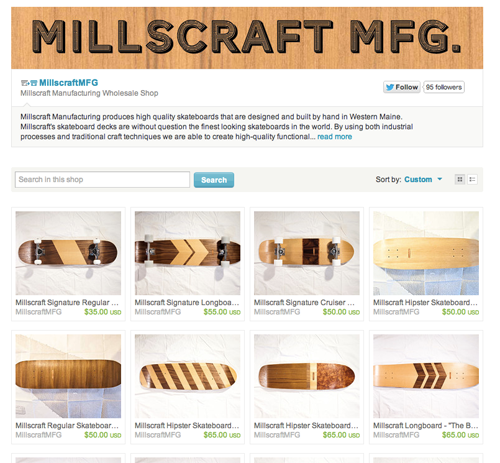 MILLSCRAFT MFG.
MillscraftMFG
Millscraft Manufacturing Wholesale Shop
Follow
95 followers
Millscraft Manufacturing produces high quality skateboards that are designed and built by hand in Western Maine.
Millscraft's skateboard decks are without question the finest looking skateboards in the world. By using both industrial
processes and traditional craft techniques we are able to create high-quality functional... read more
Search in this shop
Search
Sort by: Custom
Millscraft Signature Regular ...
MillscraftMFG $35.00 USD
Millscraft Signature Longboa...
MillscraftMFG $55.00 USD
Millscraft Signature Cruiser ...
MillscraftMFG $50.00 USD
Millscraft Hipster Skateboard...
MillscraftMFG $50.00 USD
Millscraft Regular Skateboar...
MillscraftMFG $50.00 USD
Millscraft Hipster Skateboard...
MillscraftMFG $65.00 USD
Millscraft Hipster Skateboard...
MillscraftMFG $65.00 USD
Millscraft Longboard - "The B...
MillscraftMFG $65.00 USD